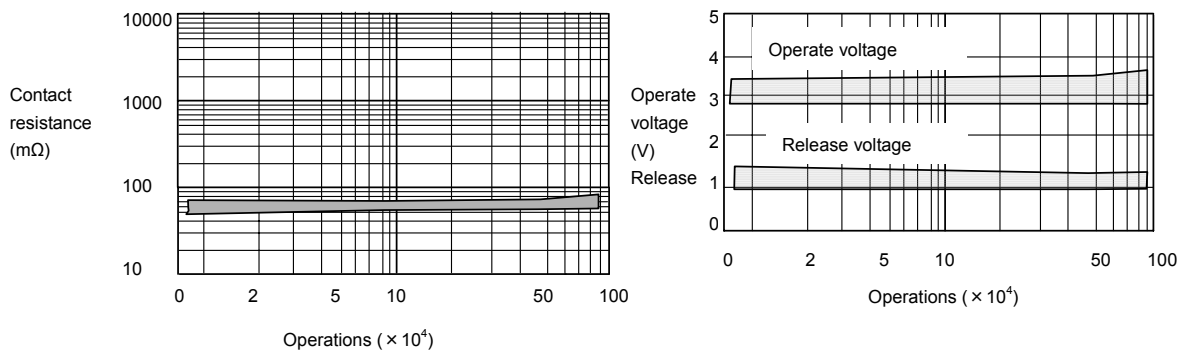 10000
1000
100
10
Contact
resistance
(mΩ)
0 2 5 10 50 100
Operations (×10⁴)
5
4
3
2
1
0
Operate
voltage
(V)
Release
Operate voltage
Release voltage
0 2 5 10 50 100
Operations (×10⁴)